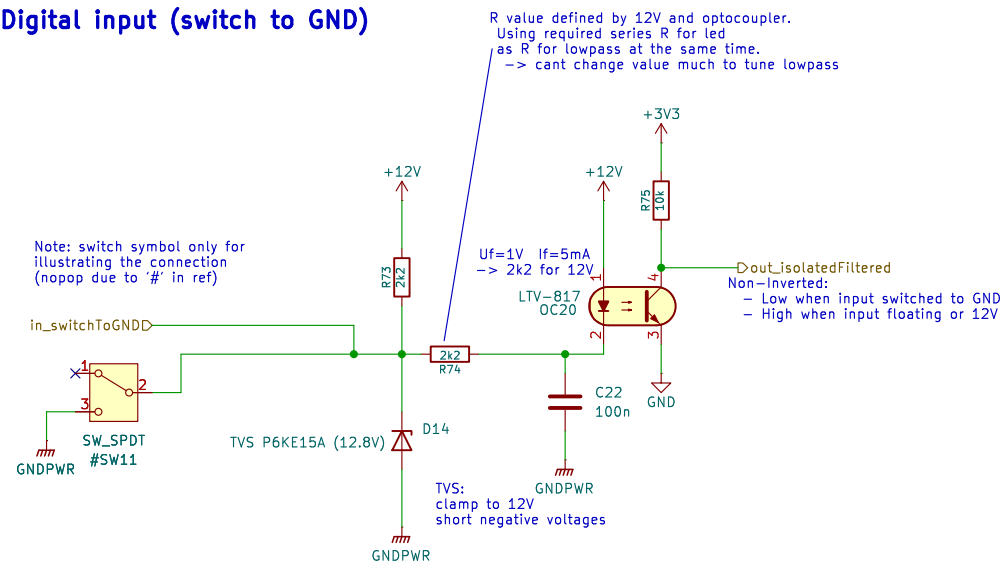 Digital input (switch to GND)
R value defined by 12V and optocoupler.
Using required series R for led
as R for lowpass at the same time.
-> cant change value much to tune lowpass
+3V3
+12V
+12V
R75
10k
Note: switch symbol only for
illustrating the connection
(nopop due to '#' in ref)
R73
2k2
Uf=1V If=5mA
-> 2k2 for 12V
1
4
out_isolatedFiltered
Non-Inverted:
- Low when input switched to GND
- High when input floating or 12V
LTV-817
OC20
in_switchToGND
2
3
2k2
R74
1
2
3
C22
100n
GND
D14
TVS P6KE15A (12.8V)
SW_SPDT
#SW11
GNDPWR
GNDPWR
TVS:
clamp to 12V
short negative voltages
GNDPWR